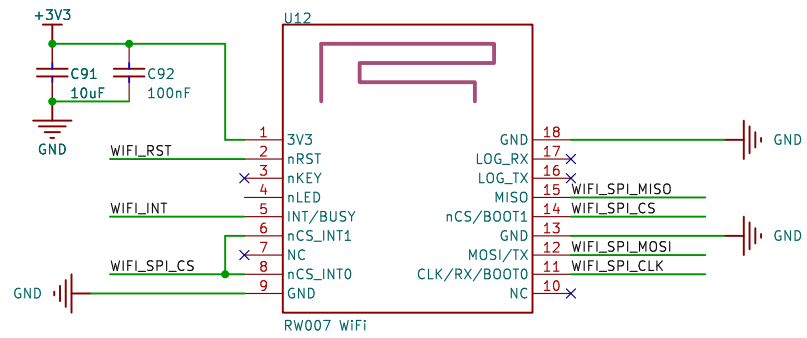 +3V3
U12
C91
10uF
C92
100nF
GND
WIFI_RST
WIFI_INT
WIFI_SPI_CS
GND
1 3V3
2 nRST
3 nKEY
4 nLED
5 INT/BUSY
6 nCS_INT1
7 NC
8 nCS_INT0
9 GND
GND 18
LOG_RX 17
LOG_TX 16
MISO 15 WIFI_SPI_MISO
nCS/BOOT1 14 WIFI_SPI_CS
GND 13
MOSI/TX 12 WIFI_SPI_MOSI
CLK/RX/BOOT0 11 WIFI_SPI_CLK
NC 10
GND
GND
RW007 WiFi